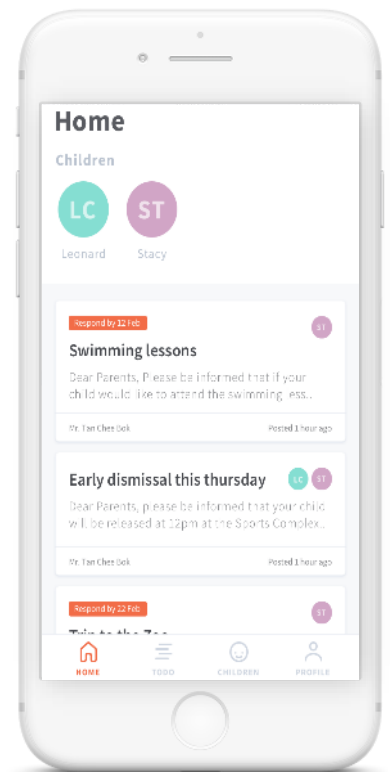 Home
Children
LC ST
Leonard Stacy
Respond by 12 Feb ST
Swimming lessons
Dear Parents, Please be informed that if your
child would like to attend the swimming less..
Mr. Tan Chee Bok Posted 1 hour ago
Early dismissal this thursday LC ST
Dear Parents, please be informed that your child
will be released at 12pm at the Sports Complex..
Mr. Tan Chee Bok Posted 1 hour ago
Respond by 22 Feb ST
Trip to the Zoo
HOME TODO CHILDREN PROFILE